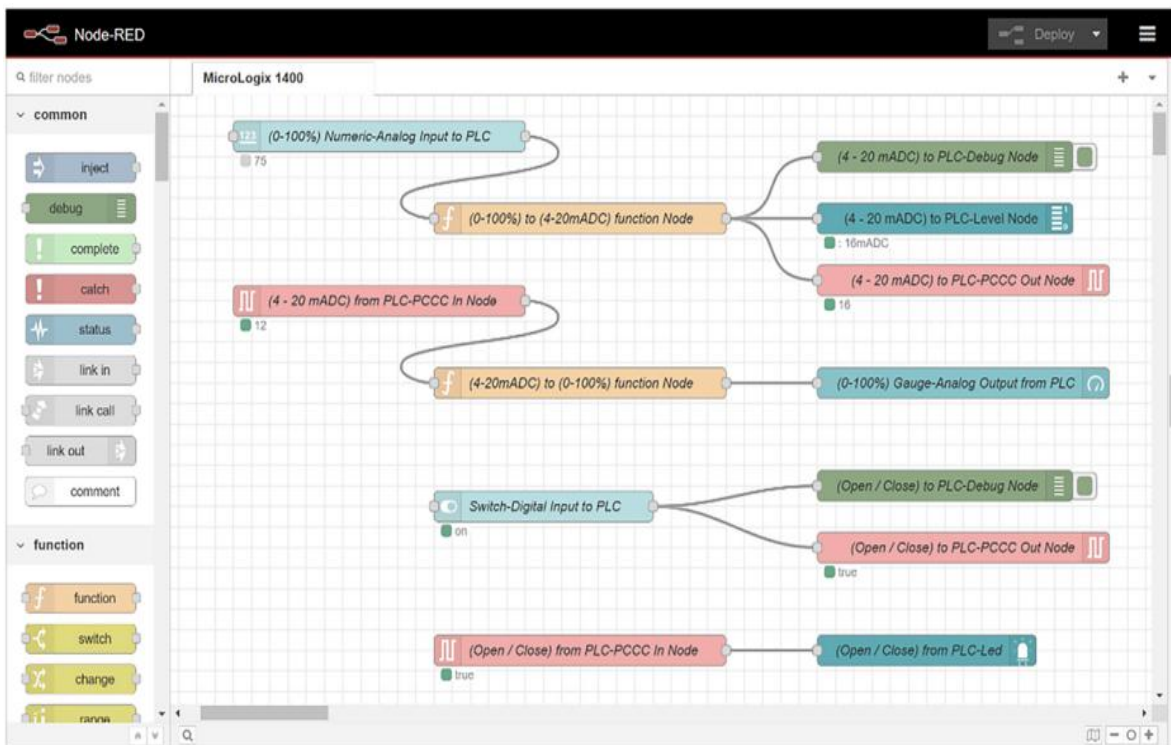 Node-RED
Deploy
filter nodes
MicroLogix 1400
common
inject
debug
complete
catch
status
link in
link call
link out
comment
function
function
switch
change
range
123
(0-100%) Numeric-Analog Input to PLC
75
(4 - 20 mADC) to PLC-Debug Node
(0-100%) to (4-20mADC) function Node
(4 - 20 mADC) to PLC-Level Node
: 16mADC
(4 - 20 mADC) to PLC-PCCC Out Node
16
(4 - 20 mADC) from PLC-PCCC In Node
12
(4-20mADC) to (0-100%) function Node
(0-100%) Gauge-Analog Output from PLC
(Open / Close) to PLC-Debug Node
Switch-Digital Input to PLC
on
(Open / Close) to PLC-PCCC Out Node
true
(Open / Close) from PLC-PCCC In Node
true
(Open / Close) from PLC-Led